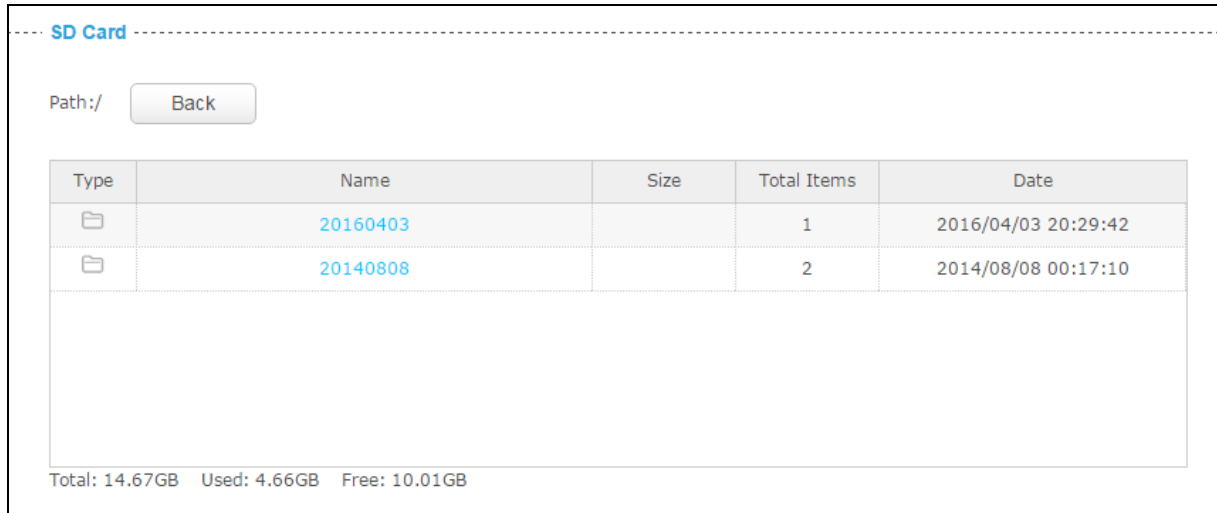 SD Card
Path:/ Back
Type Name Size Total Items Date
20160403 1 2016/04/03 20:29:42
20140808 2 2014/08/08 00:17:10
Total: 14.67GB Used: 4.66GB Free: 10.01GB